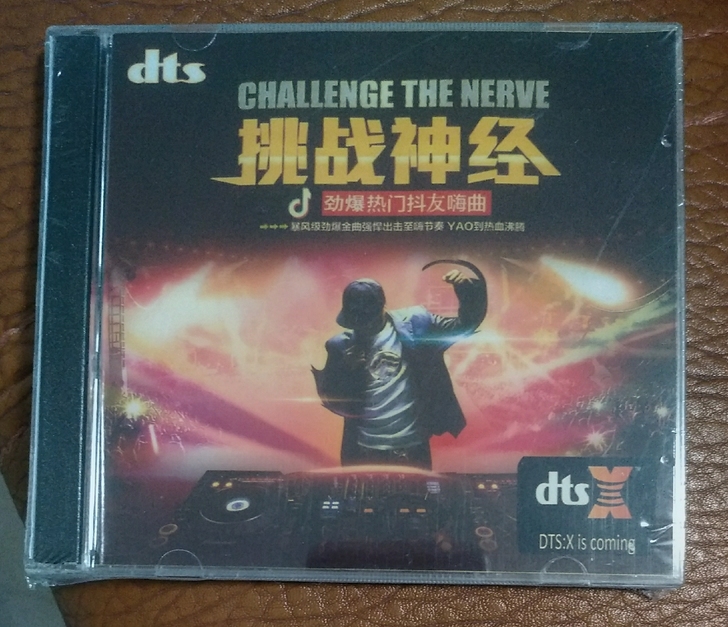 dts
CHALLENGE THE NERVE
挑战神经
劲爆热门抖友嗨曲
暴风级劲爆金曲强悍出击至嗨节奏 YAO到热血沸腾
dts X
DTS:X is coming